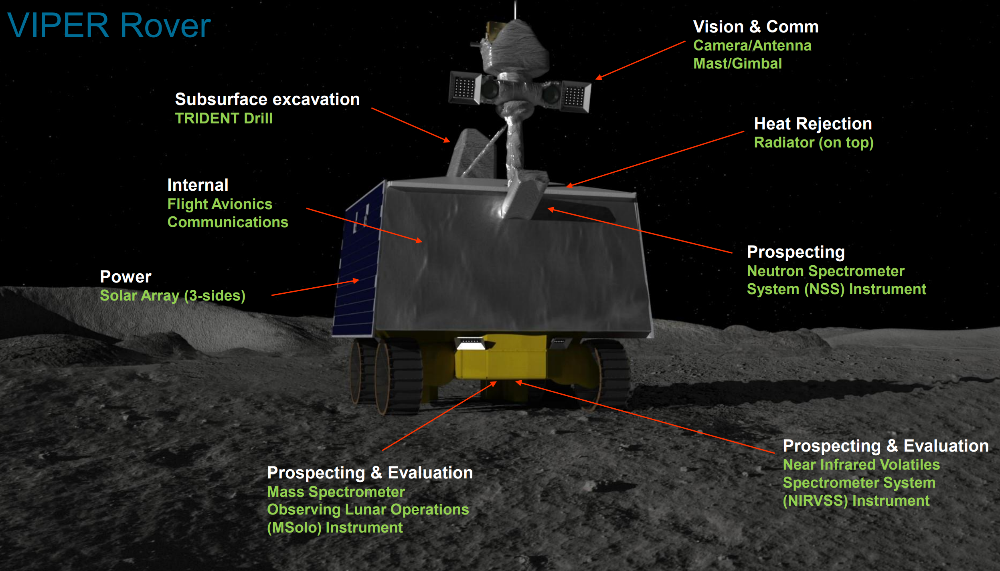 VIPER Rover
Vision & Comm
Camera/Antenna
Mast/Gimbal
Subsurface excavation
TRIDENT Drill
Heat Rejection
Radiator (on top)
Internal
Flight Avionics
Communications
Prospecting
Neutron Spectrometer
System (NSS) Instrument
Power
Solar Array (3-sides)
Prospecting & Evaluation
Mass Spectrometer
Observing Lunar Operations
(MSolo) Instrument
Prospecting & Evaluation
Near Infrared Volatiles
Spectrometer System
(NIRVSS) Instrument